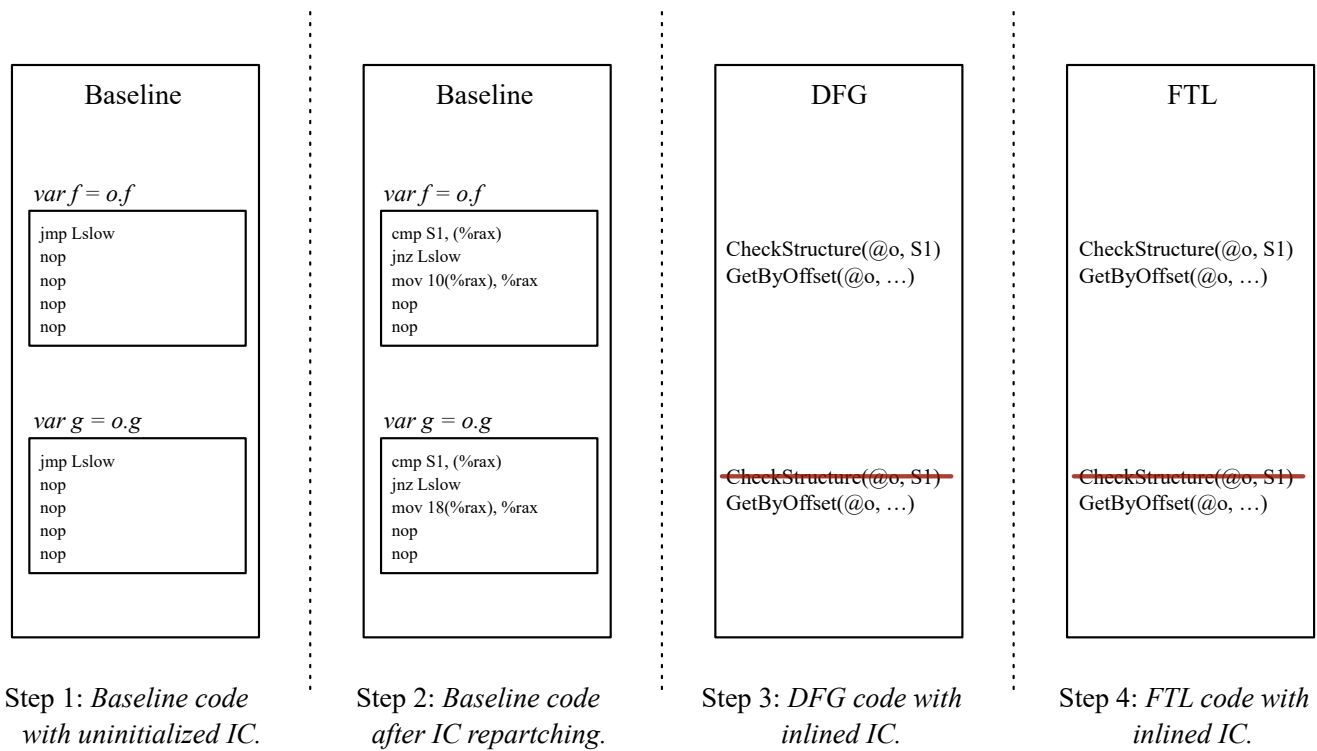 Baseline
var f = o.f
jmp Lslow
nop
nop
nop
nop
var g = o.g
jmp Lslow
nop
nop
nop
nop
Step 1: Baseline code
with uninitialized IC.
Baseline
var f = o.f
cmp S1, (%rax)
jnz Lslow
mov 10(%rax), %rax
nop
nop
var g = o.g
cmp S1, (%rax)
jnz Lslow
mov 18(%rax), %rax
nop
nop
Step 2: Baseline code
after IC repartching.
DFG
CheckStructure(@o, S1)
GetByOffset(@o, …)
CheckStructure(@o, S1)
GetByOffset(@o, …)
Step 3: DFG code with
inlined IC.
FTL
CheckStructure(@o, S1)
GetByOffset(@o, …)
CheckStructure(@o, S1)
GetByOffset(@o, …)
Step 4: FTL code with
inlined IC.